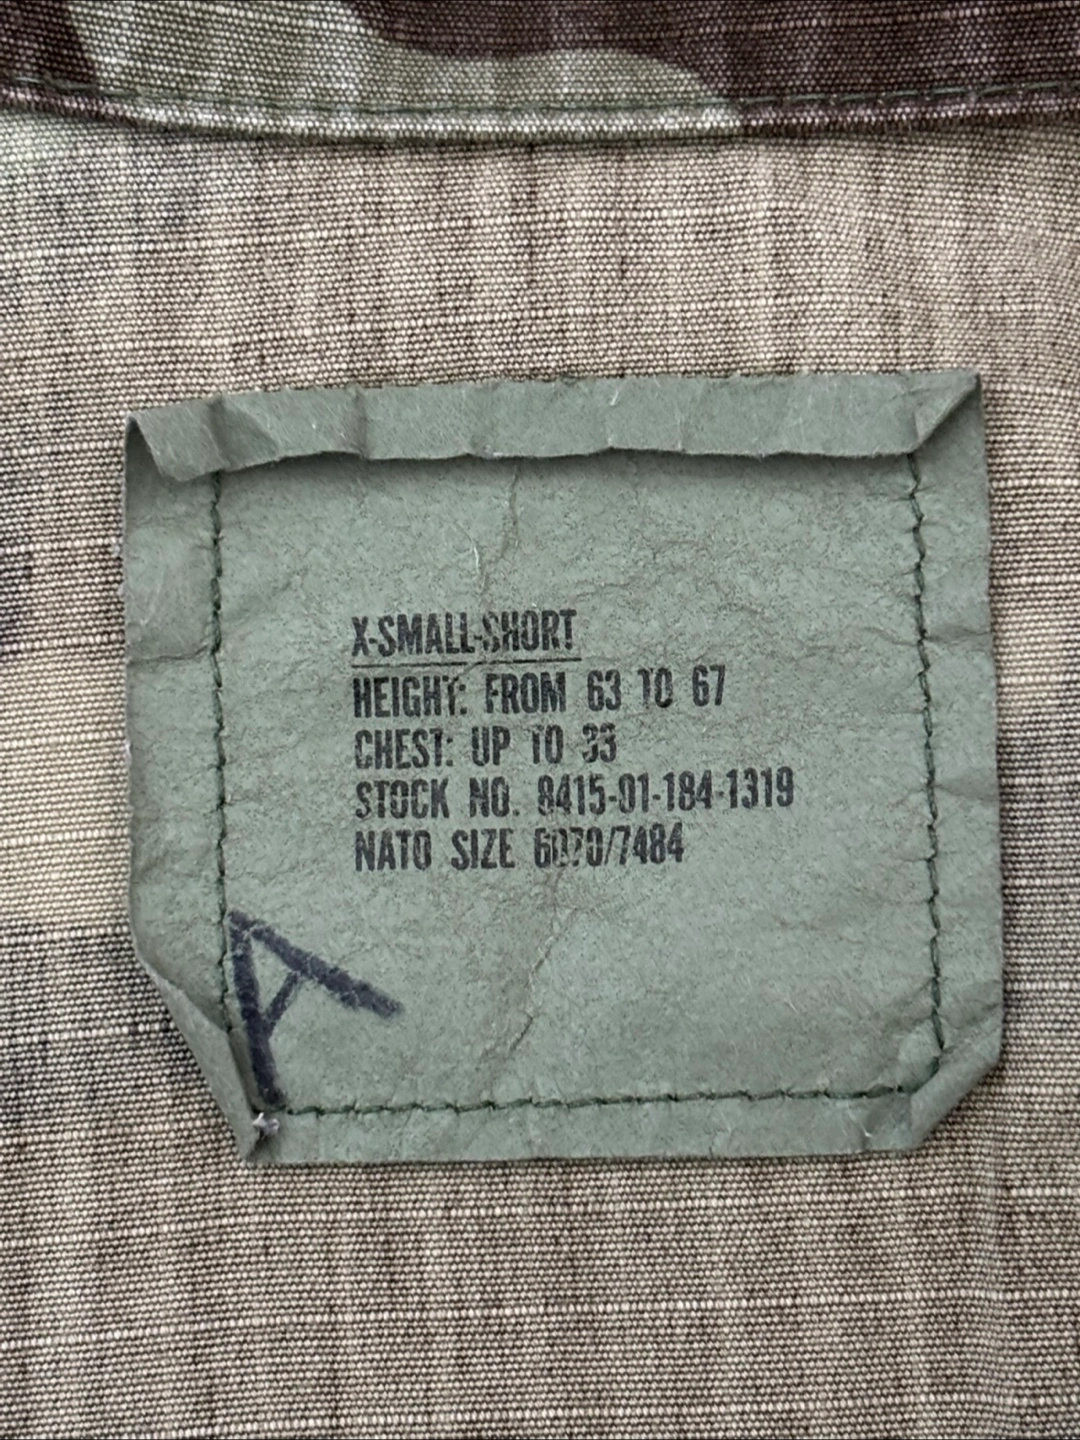 X-SMALL-SHORT
HEIGHT: FROM 63 TO 67
CHEST: UP TO 33
STOCK NO. 8415-01-184-1319
NATO SIZE 6070/7484
A